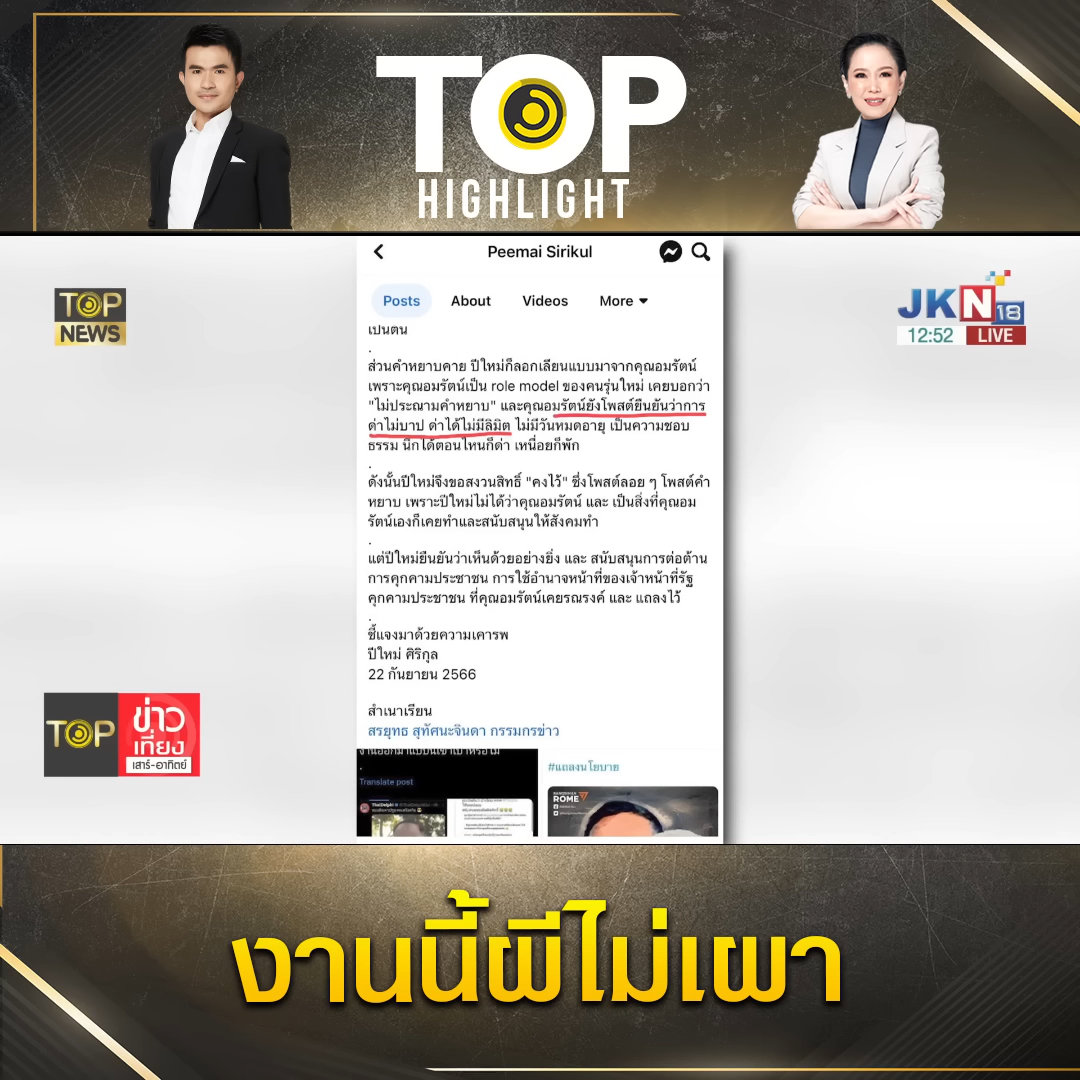 TOP
HIGHLIGHT
Peemai Sirikul
TOP
NEWS
JKN18
12:52 LIVE
Posts About Videos More
เป็นต้น
.
ส่วนคำหยาบคาย ปีใหม่ก็ลอกเลียนแบบมาจากคุณอมรัตน์
เพราะคุณอมรัตน์เป็น role model ของคนรุ่นใหม่ เคยบอกว่า
"ไม่ประณามคำหยาบ" และคุณอมรัตน์ยังโพสต์ยืนยันว่าการ
ด่าไม่บาป ด่าได้ไม่มีลิมิต ไม่มีวันหมดอายุ เป็นความชอบ
ธรรม นึกได้ตอนไหนก็ด่า เหนื่อยก็พัก
.
ดังนั้นปีใหม่จึงขอสงวนสิทธิ์ "คงไว้" ซึ่งโพสต์ลอย ๆ โพสต์คำ
หยาบ เพราะปีใหม่ไม่ได้ว่าคุณอมรัตน์ และ เป็นสิ่งที่คุณอม
รัตน์เองก็เคยทำและสนับสนุนให้สังคมทำ
.
แต่ปีใหม่ยืนยันว่าเห็นด้วยอย่างยิ่ง และ สนับสนุนการต่อต้าน
การคุกคามประชาชน การใช้อำนาจหน้าที่ของเจ้าหน้าที่รัฐ
คุกคามประชาชน ที่คุณอมรัตน์เคยรณรงค์ และ แถลงไว้
.
ชี้แจงมาด้วยความเคารพ
ปีใหม่ ศิริกุล
22 กันยายน 2566
สำเนาเรียน
สรยุทธ สุทัศนะจินดา กรรมกรข่าว
TOP ข่าว
เที่ยง
เสาร์-อาทิตย์
Translate post
#แถลงนโยบาย
ROME
งานนี้ผีไม่เผา